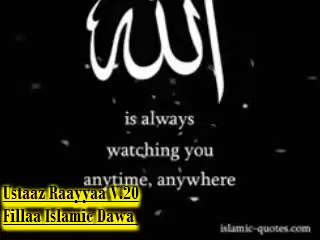 الله
is always
watching you
anytime, anywhere
Ustaaz Raayyaa V.20
Fillaa Islamic Dawa
islamic-quotes.com